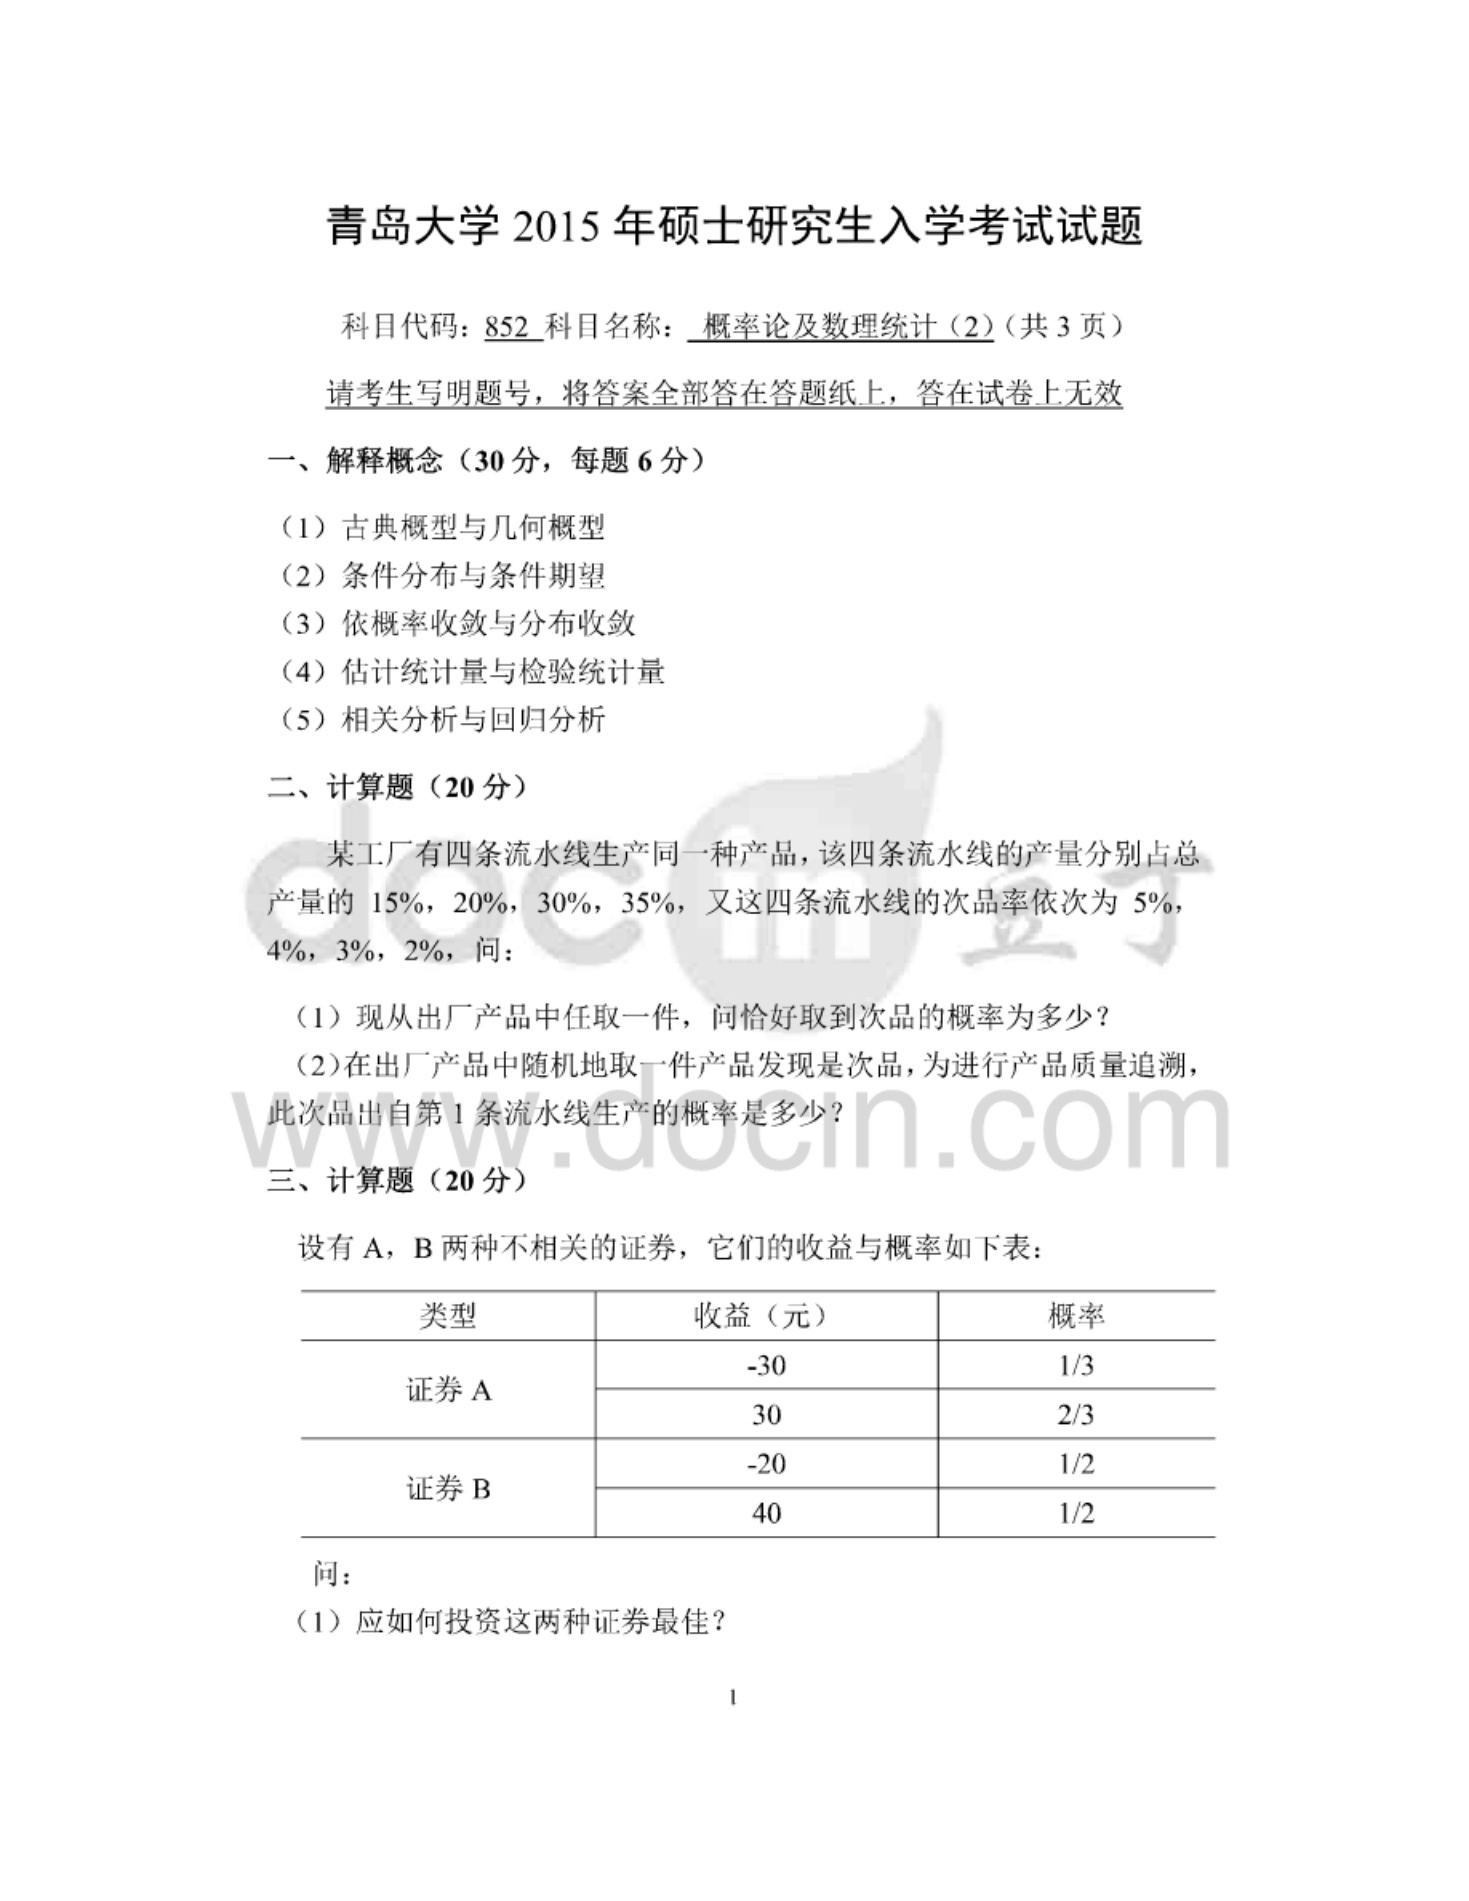 青岛大学 2015 年硕士研究生入学考试试题
科目代码：852 科目名称： 概率论及数理统计（2）（共 3 页）
请考生写明题号，将答案全部答在答题纸上，答在试卷上无效
一、解释概念（30 分，每题 6 分）
（1）古典概型与几何概型
（2）条件分布与条件期望
（3）依概率收敛与分布收敛
（4）估计统计量与检验统计量
（5）相关分析与回归分析
二、计算题（20 分）
某工厂有四条流水线生产同一种产品，该四条流水线的产量分别占总
产量的 15%，20%，30%，35%，又这四条流水线的次品率依次为 5%，
4%，3%，2%，问：
（1）现从出厂产品中任取一件，问恰好取到次品的概率为多少？
（2）在出厂产品中随机地取一件产品发现是次品，为进行产品质量追溯，
此次品出自第 1 条流水线生产的概率是多少？
三、计算题（20 分）
设有 A，B 两种不相关的证券，它们的收益与概率如下表：
类型 收益（元） 概率
证券 A -30 1/3
30 2/3
证券 B -20 1/2
40 1/2
问：
（1）应如何投资这两种证券最佳？
1
docin 豆丁
www.docin.com